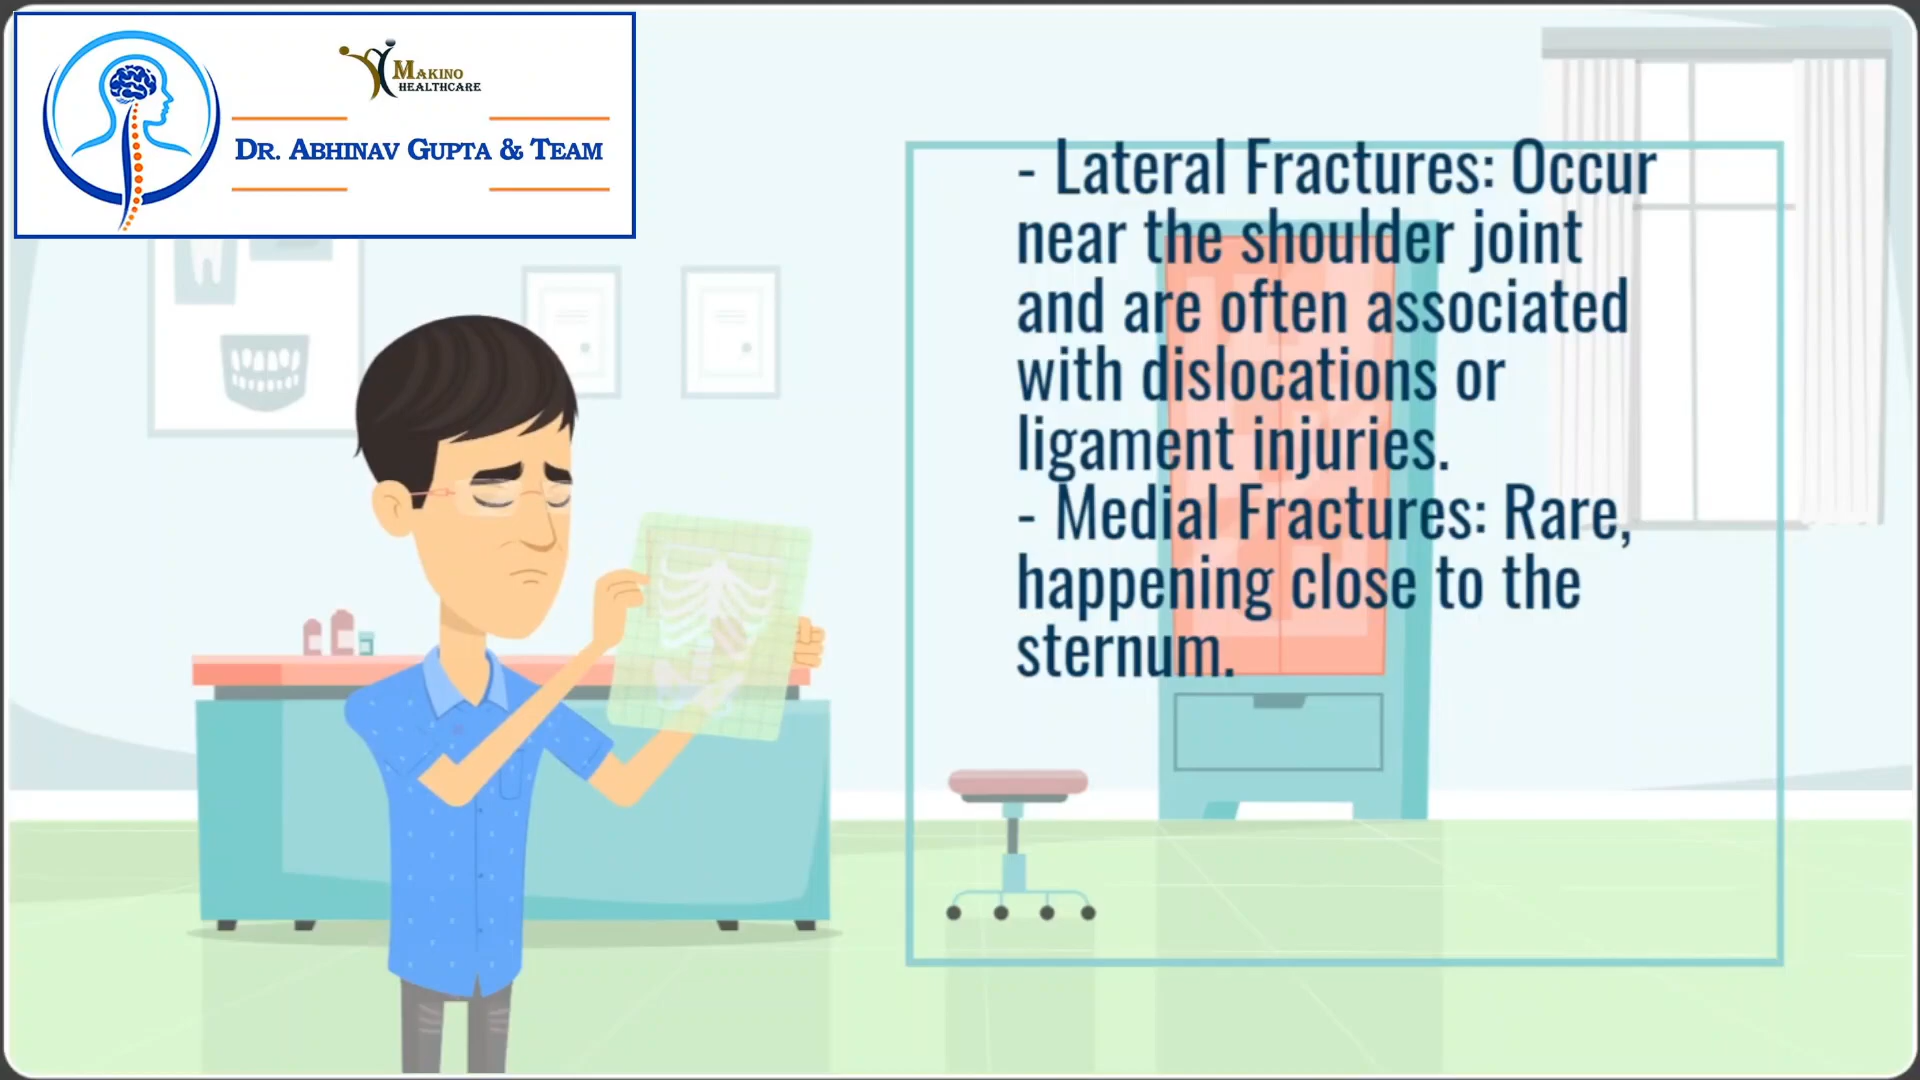 MAKINO
HEALTHCARE
DR. ABHINAV GUPTA & TEAM
- Lateral Fractures: Occur
near the shoulder joint
and are often associated
with dislocations or
ligament injuries.
- Medial Fractures: Rare,
happening close to the
sternum.